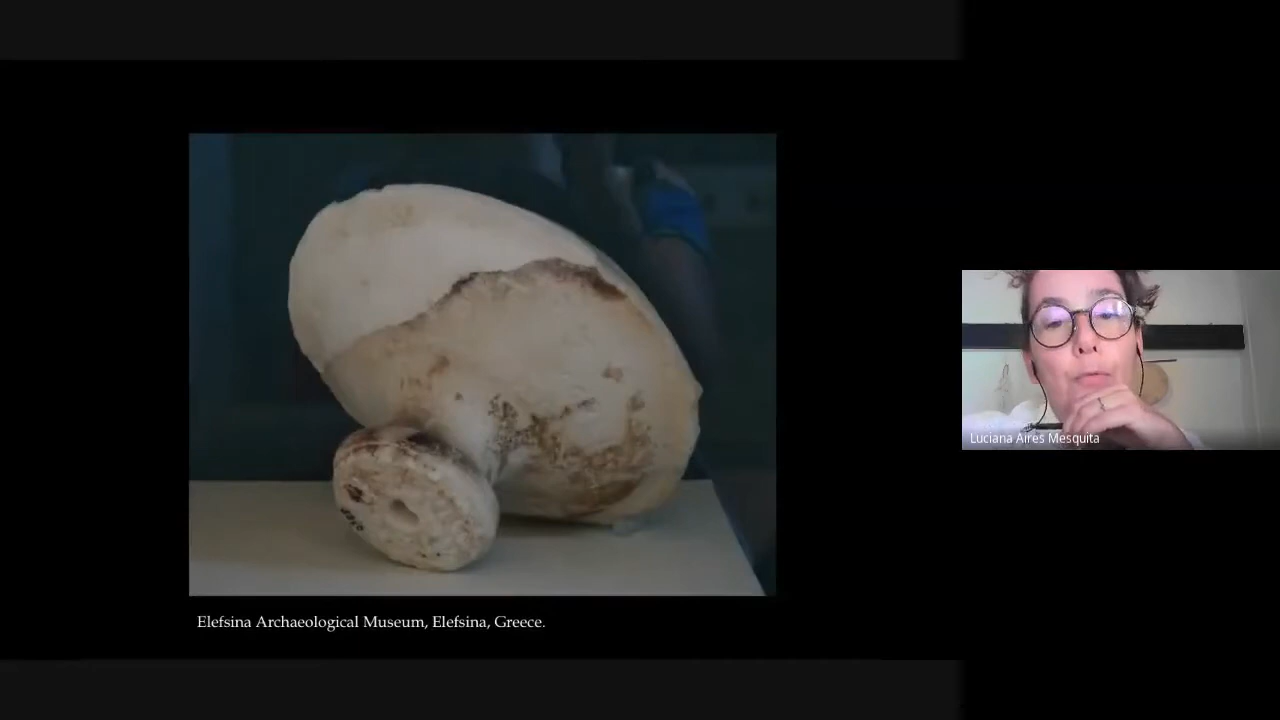 Elefsina Archaeological Museum, Elefsina, Greece.
Luciana Aires Mesquita